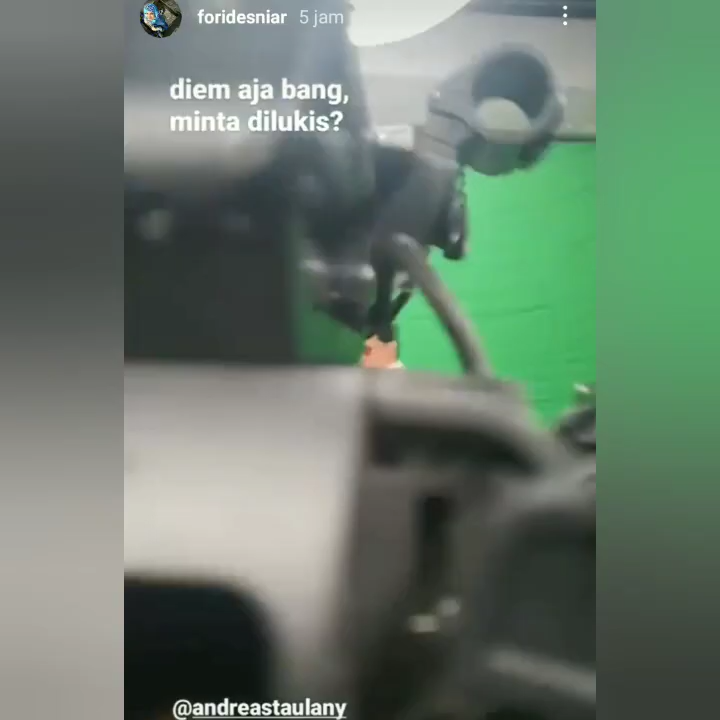 foridesniar 5 jam
diem aja bang,
minta dilukis?
@andreastaulany